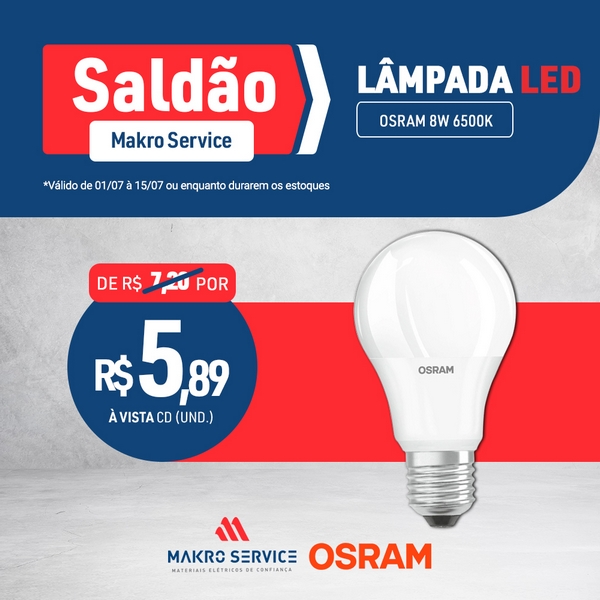 Saldão
Makro Service
LÂMPADA LED
OSRAM 8W 6500K
*Válido de 01/07 à 15/07 ou enquanto durarem os estoques
DE R$ 7,20 POR
R$ 5,89
À VISTA CD (UND.)
OSRAM
MAKRO SERVICE
MATERIAIS ELÉTRICOS DE CONFIANÇA
OSRAM